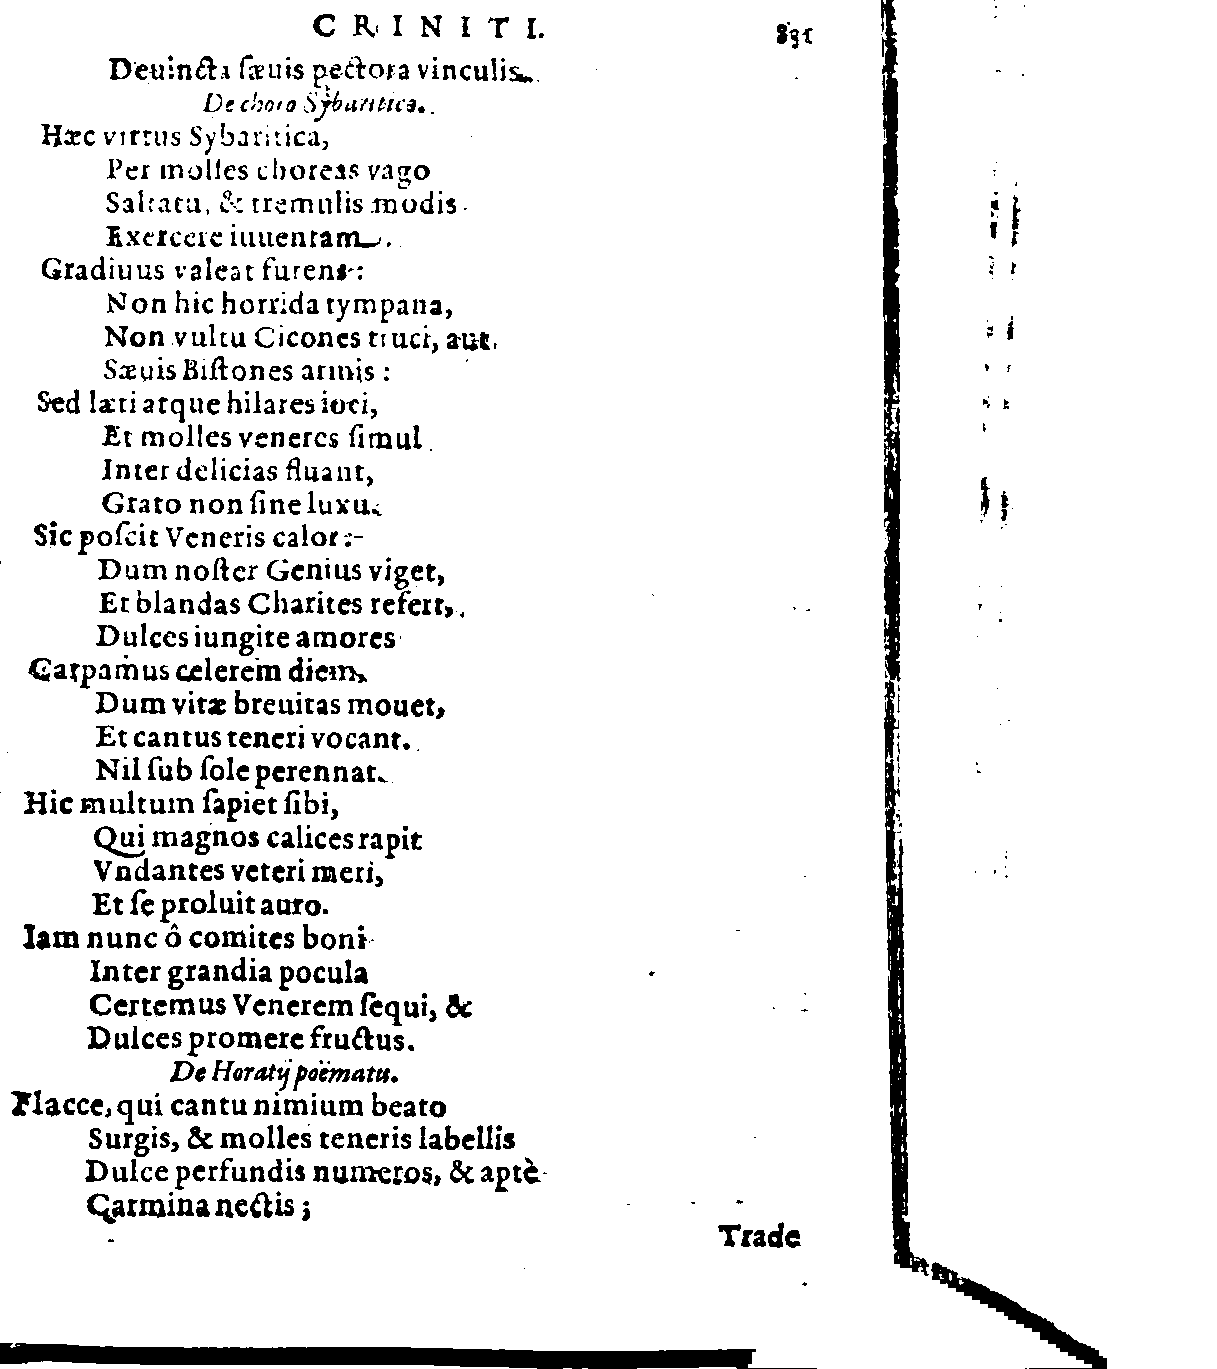 CRINITI. 831
Deuincta ſæuis pectora vinculis.
De choro Sybaritico.
Hæc virtus Sybaritica,
Per molles choreas vago
Saltatu, & tremulis modis
Exercere iuuentam.
Gradiuus valeat furens:
Non hic horrida tympana,
Non vultu Cicones truci, aut
Sæuis Biſtones armis:
Sed læti atque hilares ioci,
Et molles veneres ſimul
Inter delicias fluant,
Grato non ſine luxu.
Sic poſcit Veneris calor:
Dum noſter Genius viget,
Et blandas Charites refert,
Dulces iungite amores
Carpamus celerem diem,
Dum vitæ breuitas mouet,
Et cantus teneri vocant.
Nil ſub ſole perennat.
Hic multum ſapiet ſibi,
Qui magnos calices rapit
Vndantes veteri meri,
Et ſe proluit auro.
Iam nunc ô comites boni
Inter grandia pocula
Certemus Venerem ſequi, &
Dulces promere fructus.
De Horatij poëmatu.
Flacce, qui cantu nimium beato
Surgis, & molles teneris labellis
Dulce perfundis numeros, & aptè
Carmina nectis;
Trade